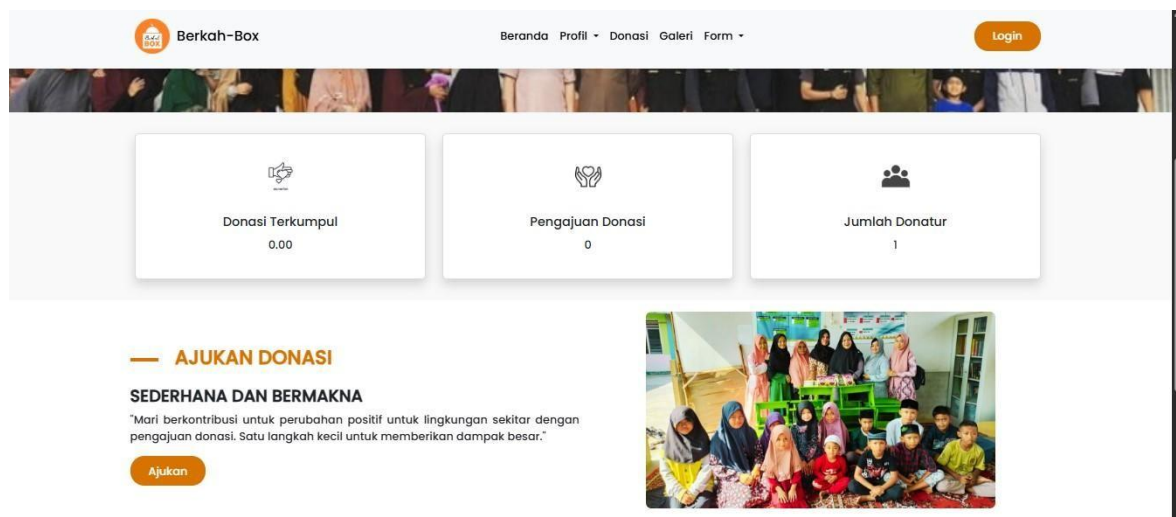 BOX
Berkah-Box
Beranda Profil Donasi Galeri Form
Login
Donasi Terkumpul
0.00
Pengajuan Donasi
0
Jumlah Donatur
1
AJUKAN DONASI
SEDERHANA DAN BERMAKNA
"Mari berkontribusi untuk perubahan positif untuk lingkungan sekitar dengan
pengajuan donasi. Satu langkah kecil untuk memberikan dampak besar."
Ajukan